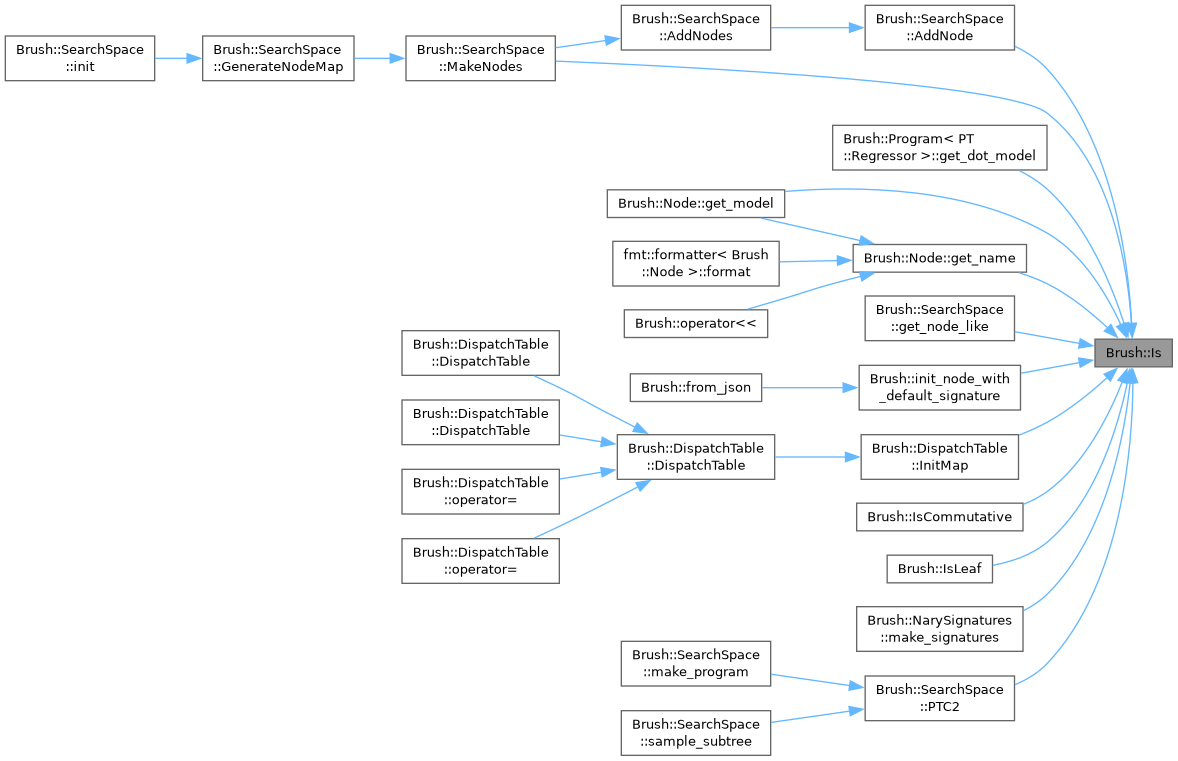 Brush::SearchSpace
::init
Brush::SearchSpace
::GenerateNodeMap
Brush::SearchSpace
::MakeNodes
Brush::SearchSpace
::AddNodes
Brush::SearchSpace
::AddNode
Brush::Program< PT
::Regressor >::get_dot_model
Brush::Node::get_model
fmt::formatter< Brush
::Node >::format
Brush::Node::get_name
Brush::operator<<
Brush::SearchSpace
::get_node_like
Brush::Is
Brush::from_json
Brush::init_node_with
_default_signature
Brush::DispatchTable
::DispatchTable
Brush::DispatchTable
::DispatchTable
Brush::DispatchTable
::operator=
Brush::DispatchTable
::operator=
Brush::DispatchTable
::DispatchTable
Brush::DispatchTable
::InitMap
Brush::IsCommutative
Brush::IsLeaf
Brush::NarySignatures
::make_signatures
Brush::SearchSpace
::make_program
Brush::SearchSpace
::sample_subtree
Brush::SearchSpace
::PTC2